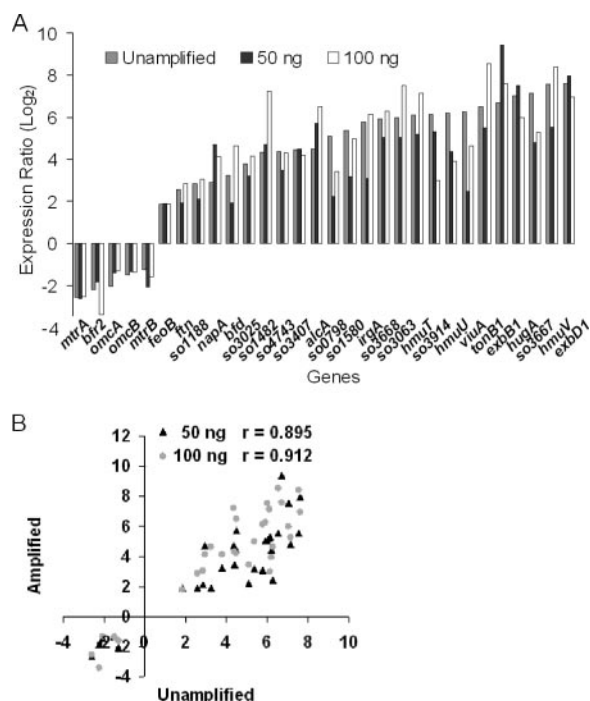 A
Unamplified 50 ng 100 ng
Expression Ratio (Log2)
10
8
6
4
2
0
-2
-4
mtrA bfr2 omcA omcB mtrB feoB ftn so1188 napA bfd so3025 so1482 so4743 so3407 alcA so0798 so1580 irgA so3668 so3063 hmuT so3914 hmuU viuA tonB1 exbB1 hugA so3667 hmuV exbD1
Genes
B
50 ng r = 0.895
100 ng r = 0.912
Amplified
12
10
8
6
4
2
0
-2
-4
-4 -2 0 2 4 6 8 10
Unamplified